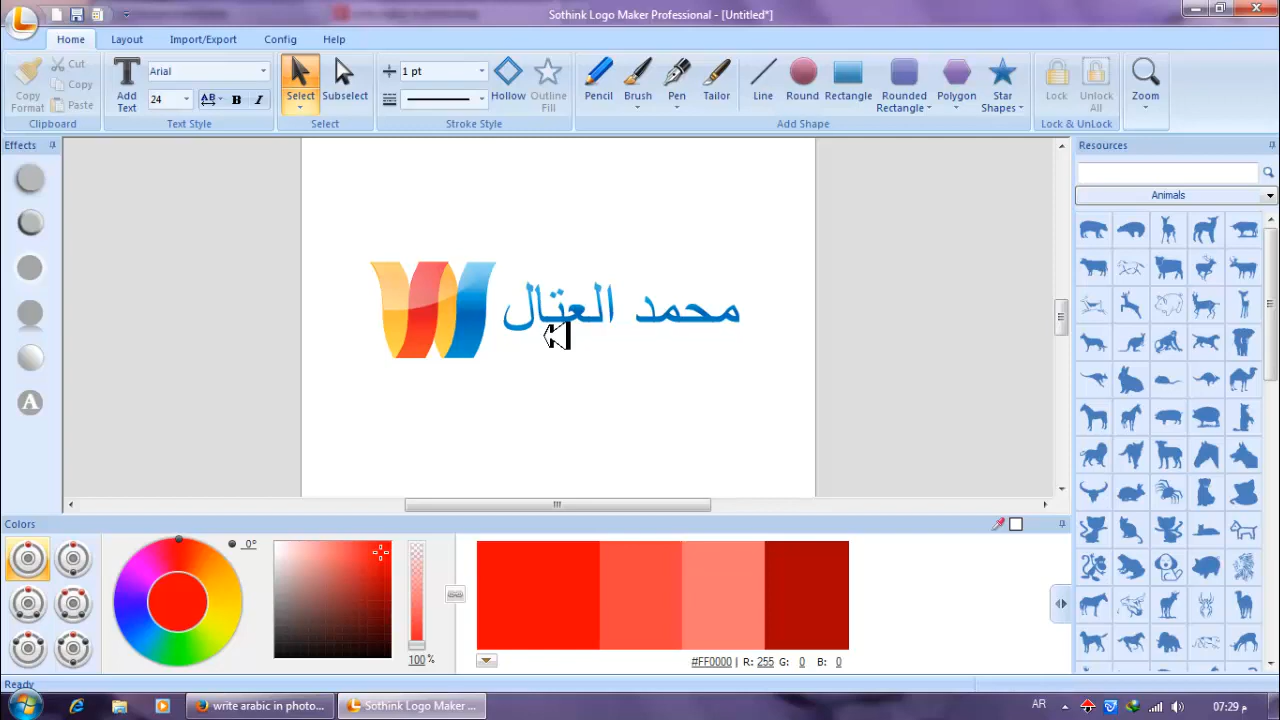 Sothink Logo Maker Professional - [Untitled*]
Home Layout Import/Export Config Help
Copy Format
Cut
Copy
Paste
Clipboard
Add Text
Arial
24
AB B I
Text Style
Select
Subselect
Select
1 pt
Hollow
Outline Fill
Stroke Style
Pencil Brush Pen Tailor Line Round Rectangle Rounded Rectangle Polygon Star Shapes
Add Shape
Lock Unlock All
Lock & UnLock
Zoom
Effects
A
محمد العتال
Resources
Animals
Colors
0°
100 %
#FF0000 | R: 255 G: 0 B: 0
Ready
write arabic in photo...
Sothink Logo Maker ...
AR
07:29 م